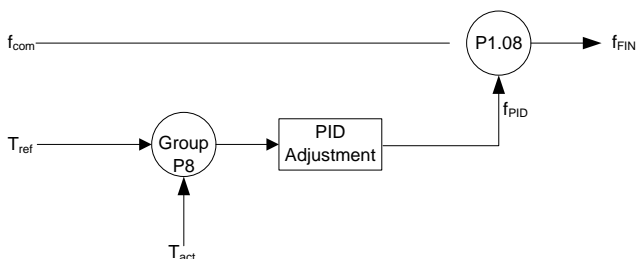 f_com
P1.08
f_FIN
f_PID
T_ref
Group
P8
PID
Adjustment
T_act